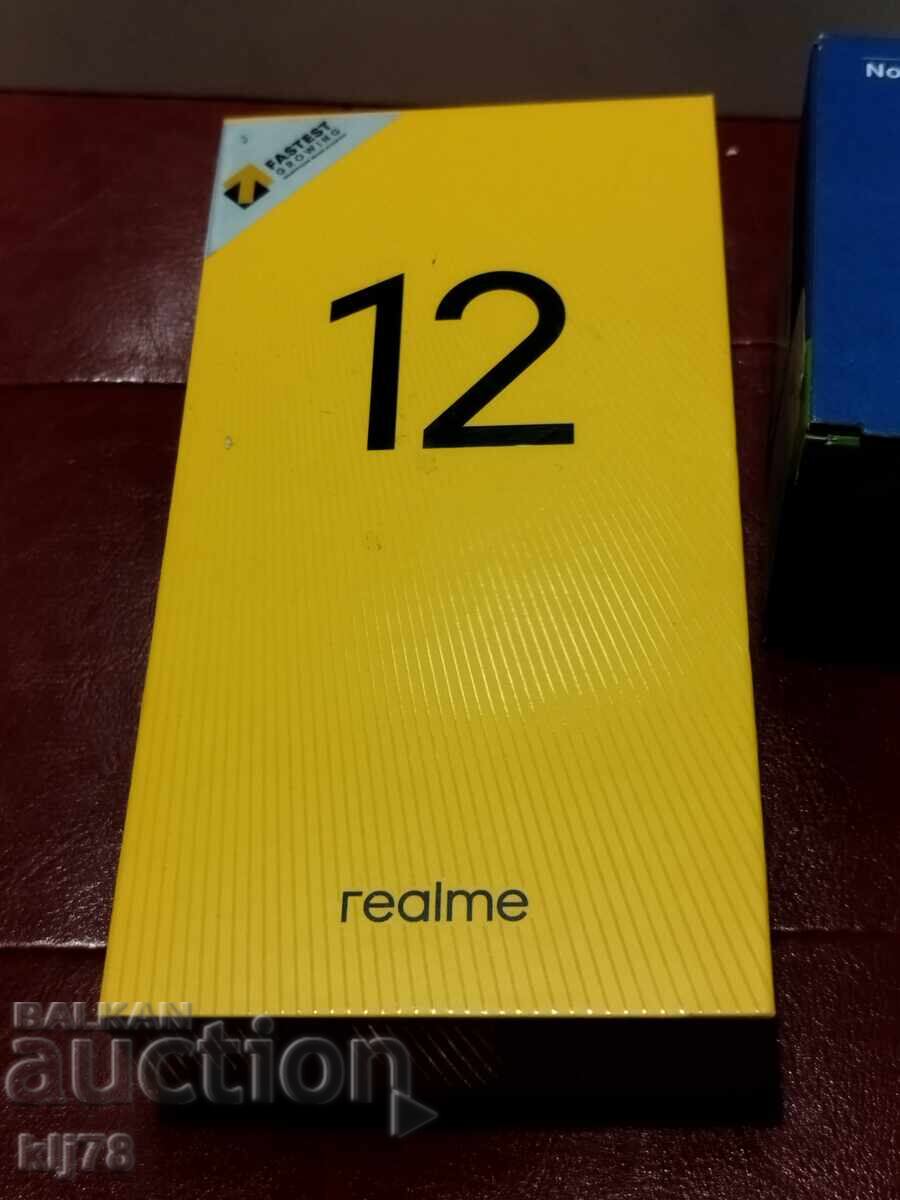 FASTEST
GROWING
No
12
realme
BALKAN
auction
klj78